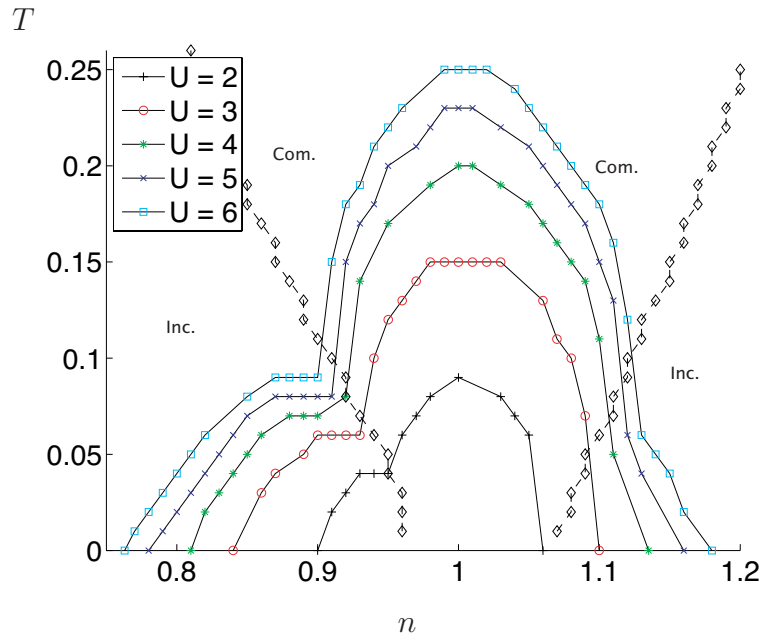 T
0.25
U = 2
U = 3
Com.
Com.
0.2
U = 4
U = 5
U = 6
0.15
Inc.
0.1
Inc.
0.05
0
0.8
0.9
1
1.1
1.2
n